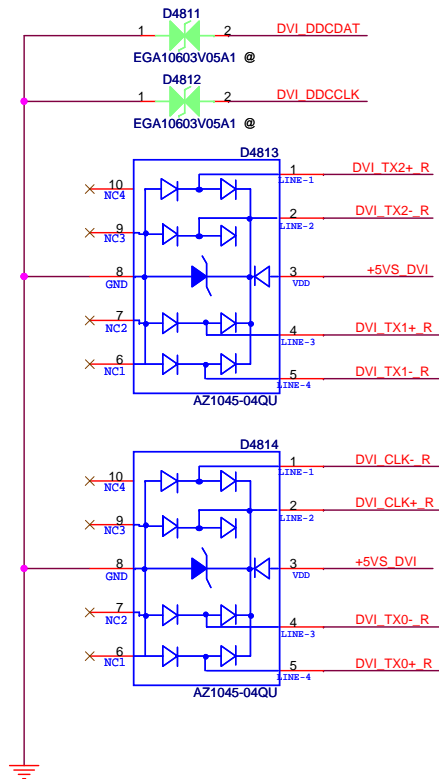 D4811
1 2 DVI_DDCDAT
EGA10603V05A1 @
D4812
1 2 DVI_DDCCLK
EGA10603V05A1 @
D4813
1 DVI_TX2+_R
LINE-1
10
NC4
2 DVI_TX2-_R
LINE-2
9
NC3
8 3 +5VS_DVI
GND VDD
7 4 DVI_TX1+_R
NC2 LINE-3
6 5 DVI_TX1-_R
NC1 LINE-4
AZ1045-04QU
D4814
1 DVI_CLK-_R
LINE-1
10
NC4
2 DVI_CLK+_R
LINE-2
9
NC3
8 3 +5VS_DVI
GND VDD
7 4 DVI_TX0-_R
NC2 LINE-3
6 5 DVI_TX0+_R
NC1 LINE-4
AZ1045-04QU